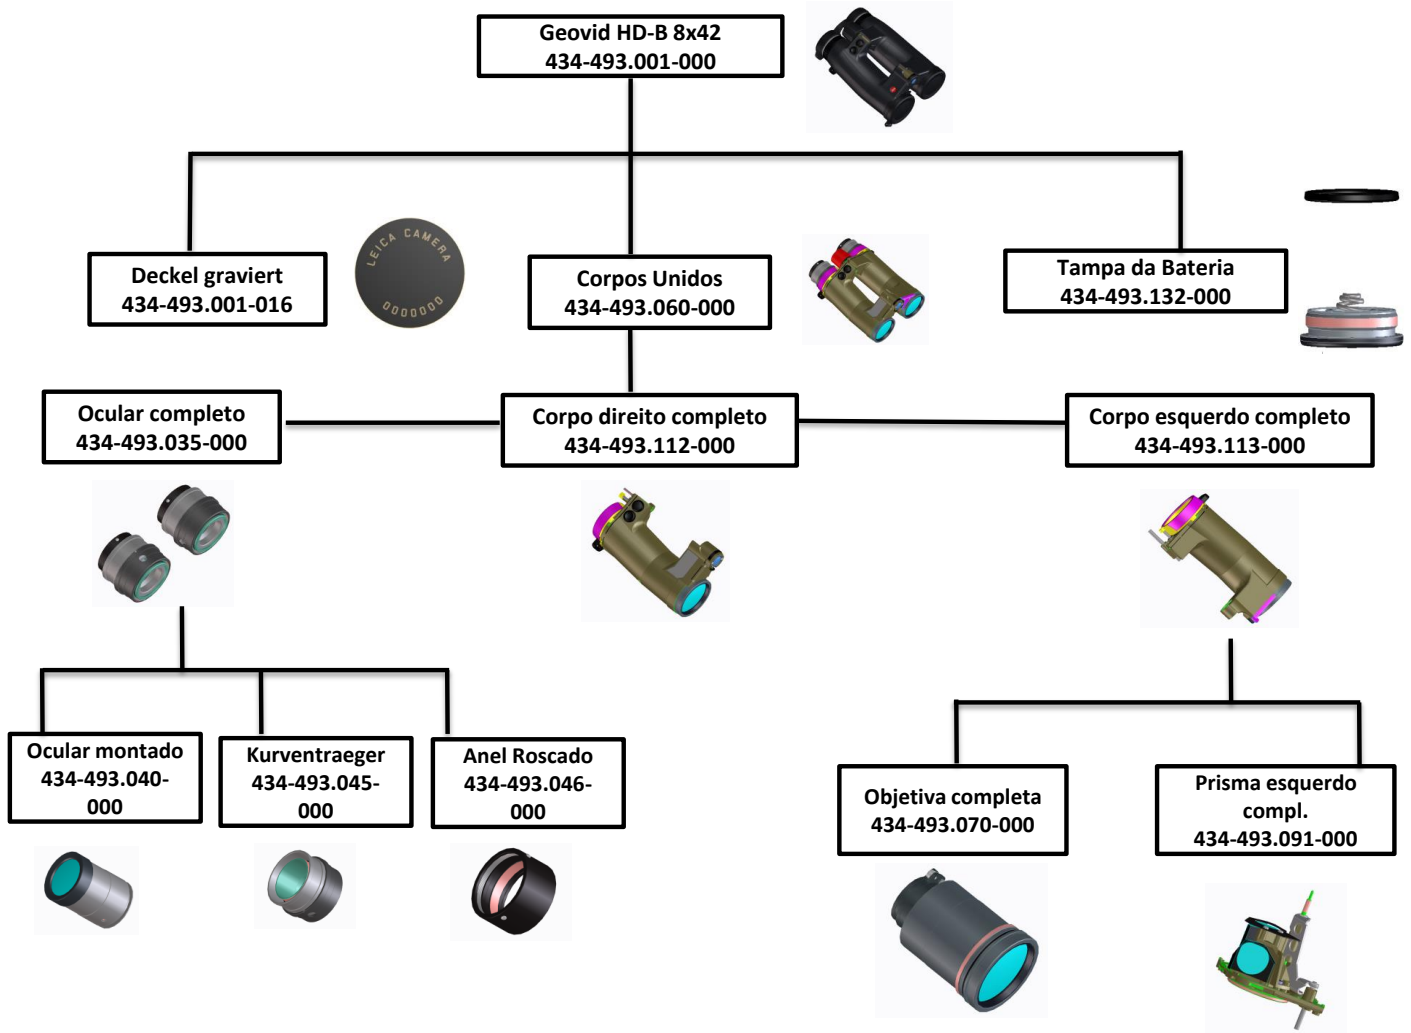 Geovid HD-B 8x42
434-493.001-000
Deckel graviert
434-493.001-016
LEICA CAMERA
0000000
Corpos Unidos
434-493.060-000
Tampa da Bateria
434-493.132-000
Ocular completo
434-493.035-000
Corpo direito completo
434-493.112-000
Corpo esquerdo completo
434-493.113-000
Ocular montado
434-493.040-
000
Kurventraeger
434-493.045-
000
Anel Roscado
434-493.046-
000
Objetiva completa
434-493.070-000
Prisma esquerdo
compl.
434-493.091-000